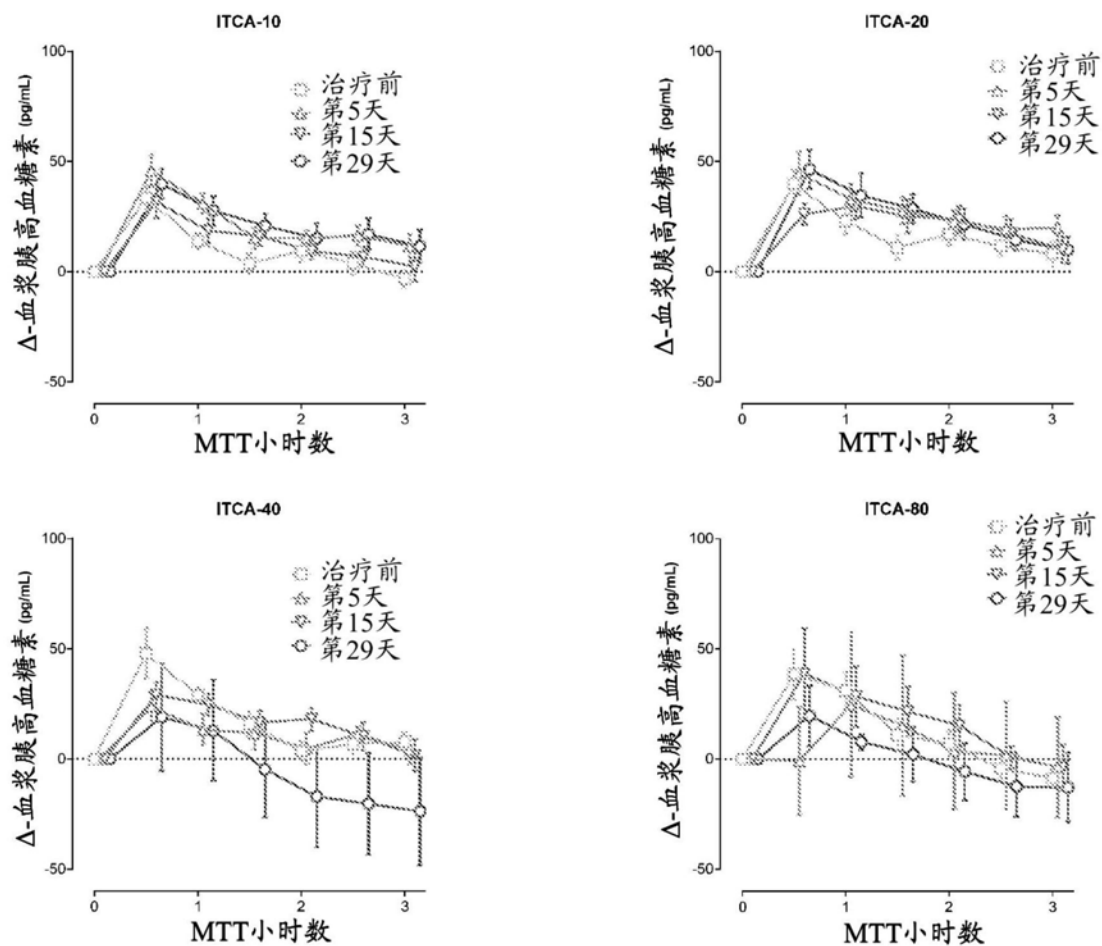 ITCA-10
100
50
0
-50
Δ-血浆胰高血糖素 (pg/mL)
治疗前
第5天
第15天
第29天
0 1 2 3
MTT小时数
ITCA-20
100
50
0
-50
Δ-血浆胰高血糖素 (pg/mL)
治疗前
第5天
第15天
第29天
0 1 2 3
MTT小时数
ITCA-40
100
50
0
-50
Δ-血浆胰高血糖素 (pg/mL)
治疗前
第5天
第15天
第29天
0 1 2 3
MTT小时数
ITCA-80
100
50
0
-50
Δ-血浆胰高血糖素 (pg/mL)
治疗前
第5天
第15天
第29天
0 1 2 3
MTT小时数